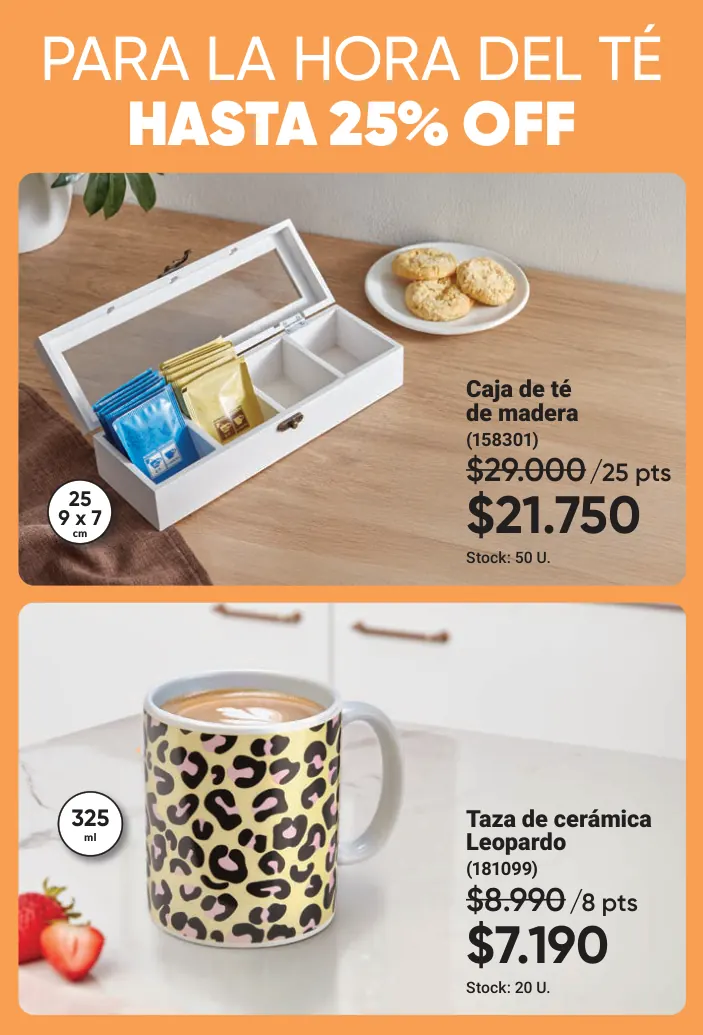 PARA LA HORA DEL TÉ
HASTA 25% OFF
Caja de té
de madera
(158301)
$29.000 /25 pts
$21.750
Stock: 50 U.
25
9 x 7
cm
Taza de cerámica
Leopardo
(181099)
$8.990 /8 pts
$7.190
Stock: 20 U.
325
ml